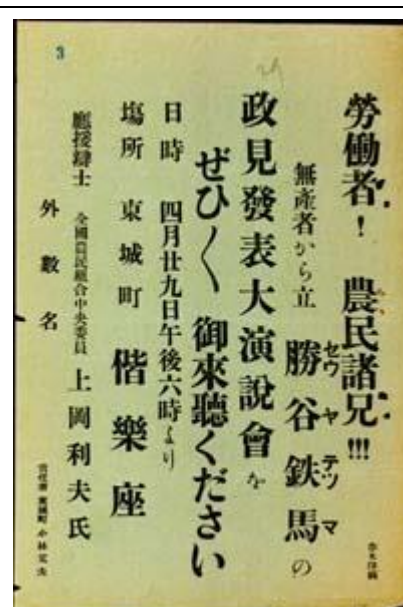 3
勞働者! 農民諸兄!!!
無產者から立 勝谷鉄馬の
セウヤテツマ
政見發表大演說會を
ぜひ〱 御來聽ください
日時 四月廿九日午後六時より
場所 東城町 偕樂座
應援辯士 全國農民組合中央委員 上岡利夫氏
外數名